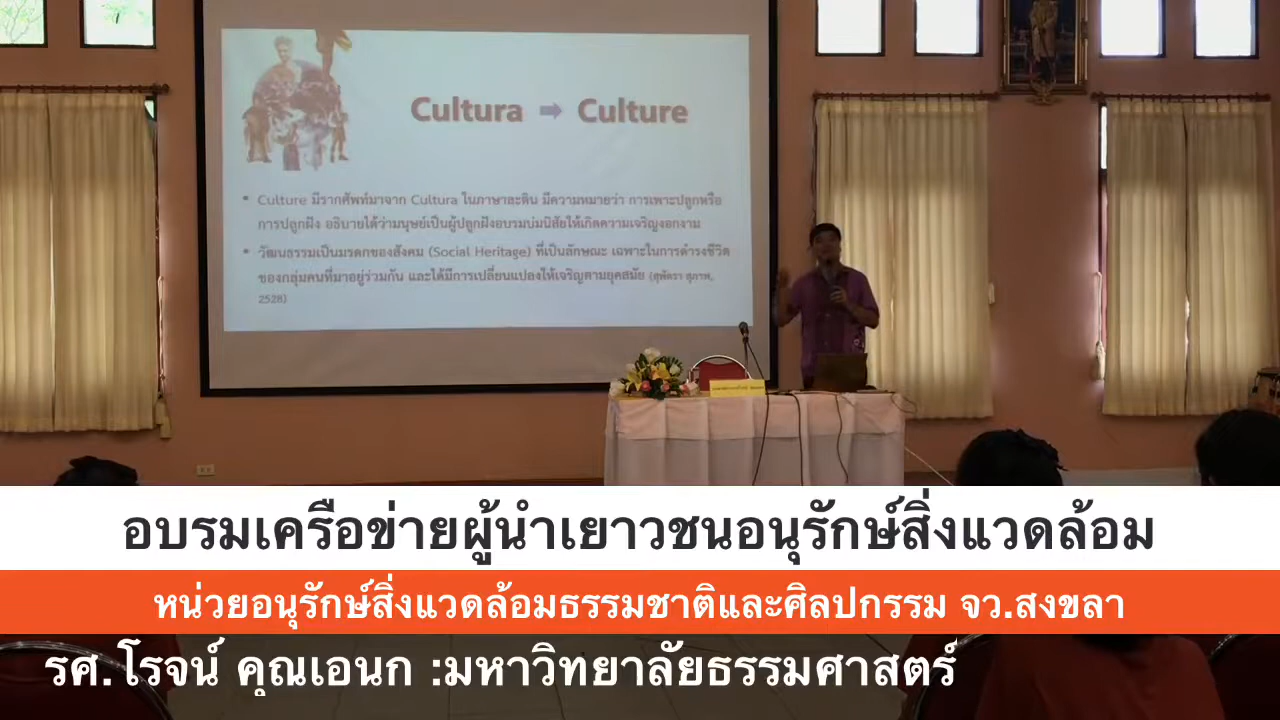 Cultura ➡ Culture
• Culture มีรากศัพท์มาจาก Cultura ในภาษาละติน มีความหมายว่า การเพาะปลูกหรือ
การปลูกฝัง อธิบายได้ว่ามนุษย์เป็นผู้ปลูกฝังอบรมบ่มนิสัยให้เกิดความเจริญงอกงาม
• วัฒนธรรมเป็นมรดกของสังคม (Social Heritage) ที่เป็นลักษณะ เฉพาะในการดำรงชีวิต
ของกลุ่มคนที่มาอยู่ร่วมกัน และได้มีการเปลี่ยนแปลงให้เจริญตามยุคสมัย (สุพัตรา สุภาพ,
2528)
อบรมเครือข่ายผู้นำเยาวชนอนุรักษ์สิ่งแวดล้อม
หน่วยอนุรักษ์สิ่งแวดล้อมธรรมชาติและศิลปกรรม จว.สงขลา
รศ.โรจน์ คุณเอนก :มหาวิทยาลัยธรรมศาสตร์